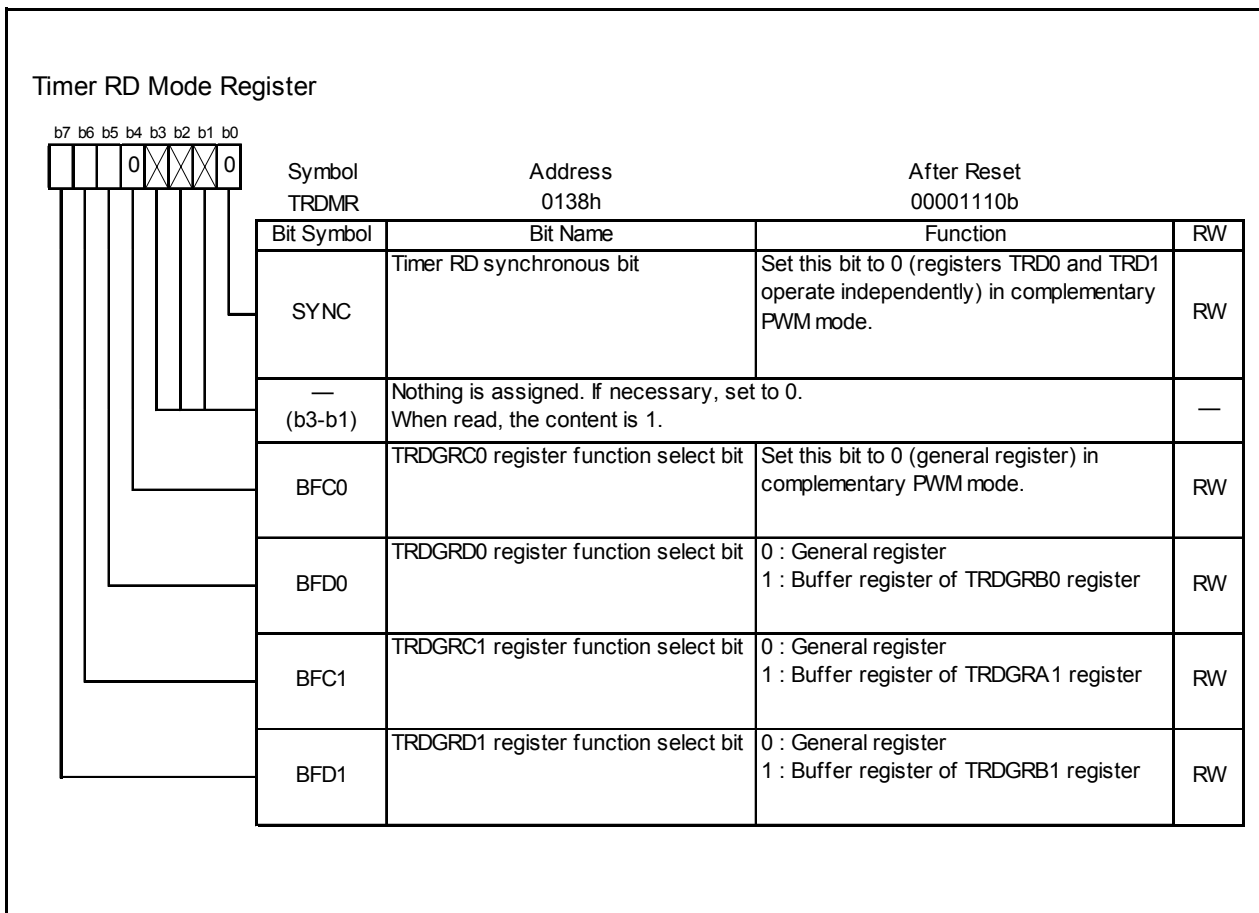 Timer RD Mode Register
b7 b6 b5 b4 b3 b2 b1 b0
0 0
Symbol Address After Reset
TRDMR 0138h 00001110b
Bit Symbol Bit Name Function RW
SYNC Timer RD synchronous bit Set this bit to 0 (registers TRD0 and TRD1
operate independently) in complementary
PWM mode. RW
— Nothing is assigned. If necessary, set to 0.
(b3-b1) When read, the content is 1. —
BFC0 TRDGRC0 register function select bit Set this bit to 0 (general register) in
complementary PWM mode. RW
BFD0 TRDGRD0 register function select bit 0 : General register
1 : Buffer register of TRDGRB0 register RW
BFC1 TRDGRC1 register function select bit 0 : General register
1 : Buffer register of TRDGRA1 register RW
BFD1 TRDGRD1 register function select bit 0 : General register
1 : Buffer register of TRDGRB1 register RW